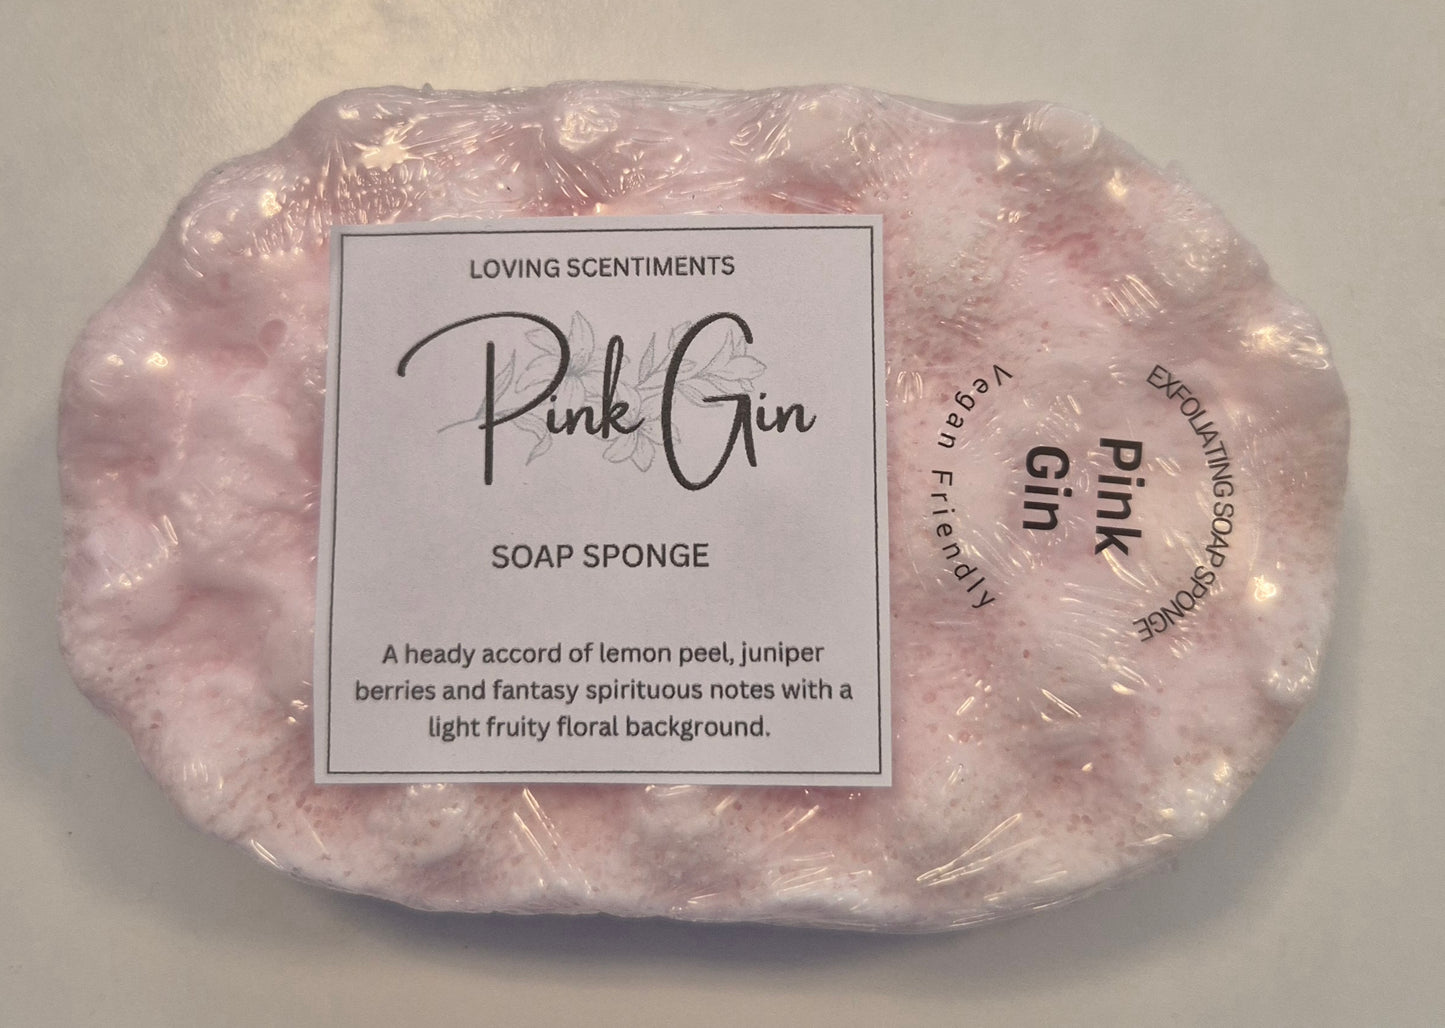 LOVING SCENTIMENTS
Pink Gin
SOAP SPONGE
A heady accord of lemon peel, juniper
berries and fantasy spirituous notes with a
light fruity floral background.
EXFOLIATING SOAP SPONGE
Pink
Gin
Vegan Friendly